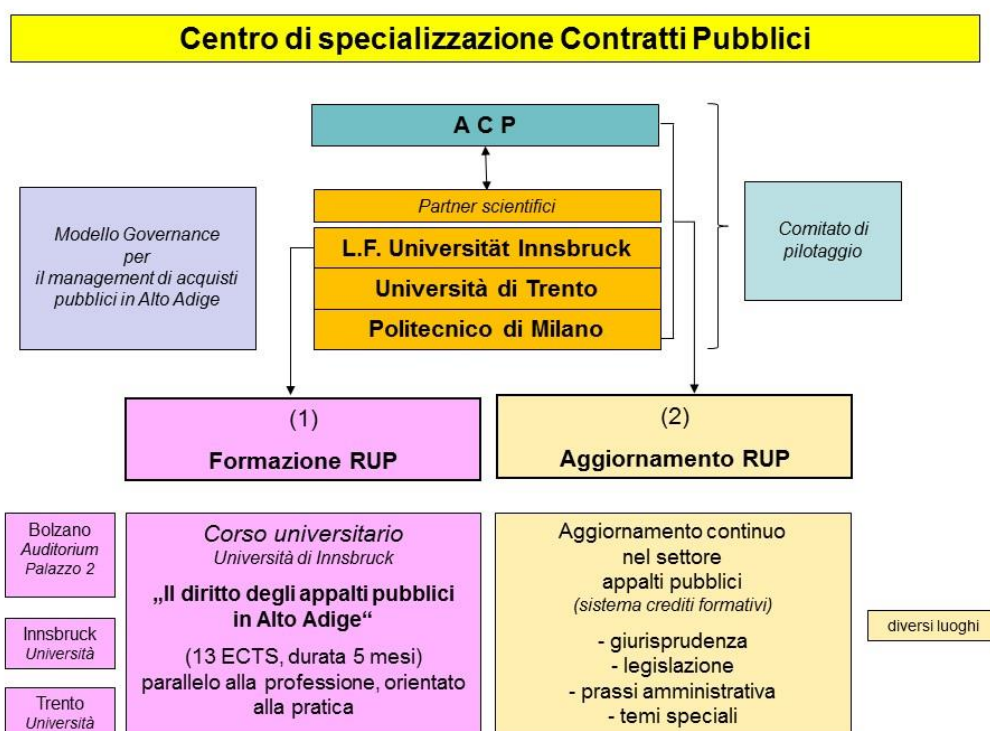 Centro di specializzazione Contratti Pubblici
A C P
Partner scientifici
L.F. Universität Innsbruck
Università di Trento
Politecnico di Milano
Modello Governance
per
il management di acquisti
pubblici in Alto Adige
Comitato di
pilotaggio
(1)
Formazione RUP
(2)
Aggiornamento RUP
Bolzano
Auditorium
Palazzo 2
Innsbruck
Università
Trento
Università
Corso universitario
Università di Innsbruck
„Il diritto degli appalti pubblici
in Alto Adige“
(13 ECTS, durata 5 mesi)
parallelo alla professione, orientato
alla pratica
Aggiornamento continuo
nel settore
appalti pubblici
(sistema crediti formativi)
- giurisprudenza
- legislazione
- prassi amministrativa
- temi speciali
diversi luoghi